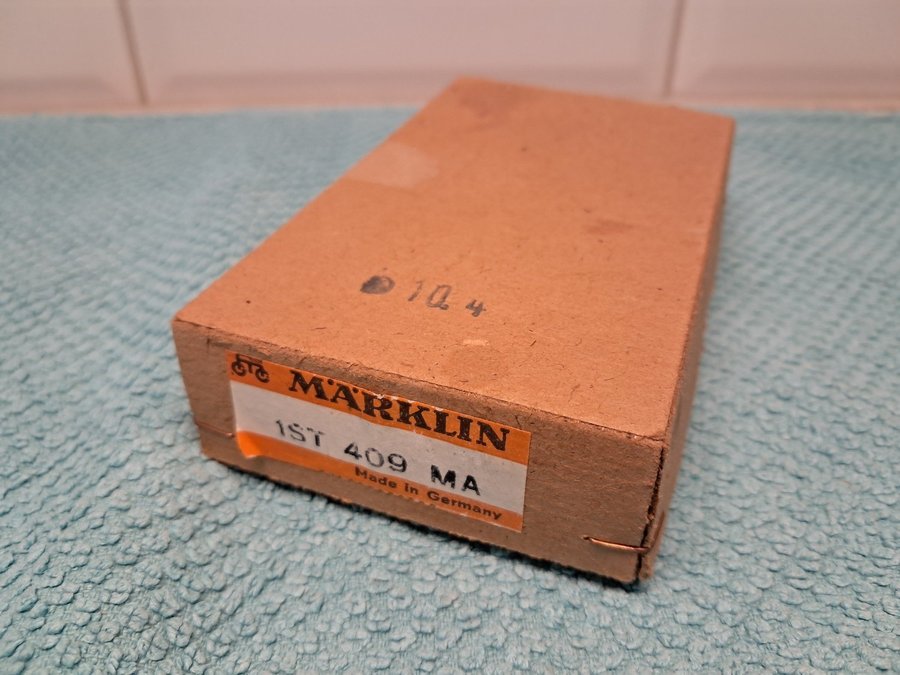 10.4
MÄRKLIN
1ST 409 MA
Made in Germany